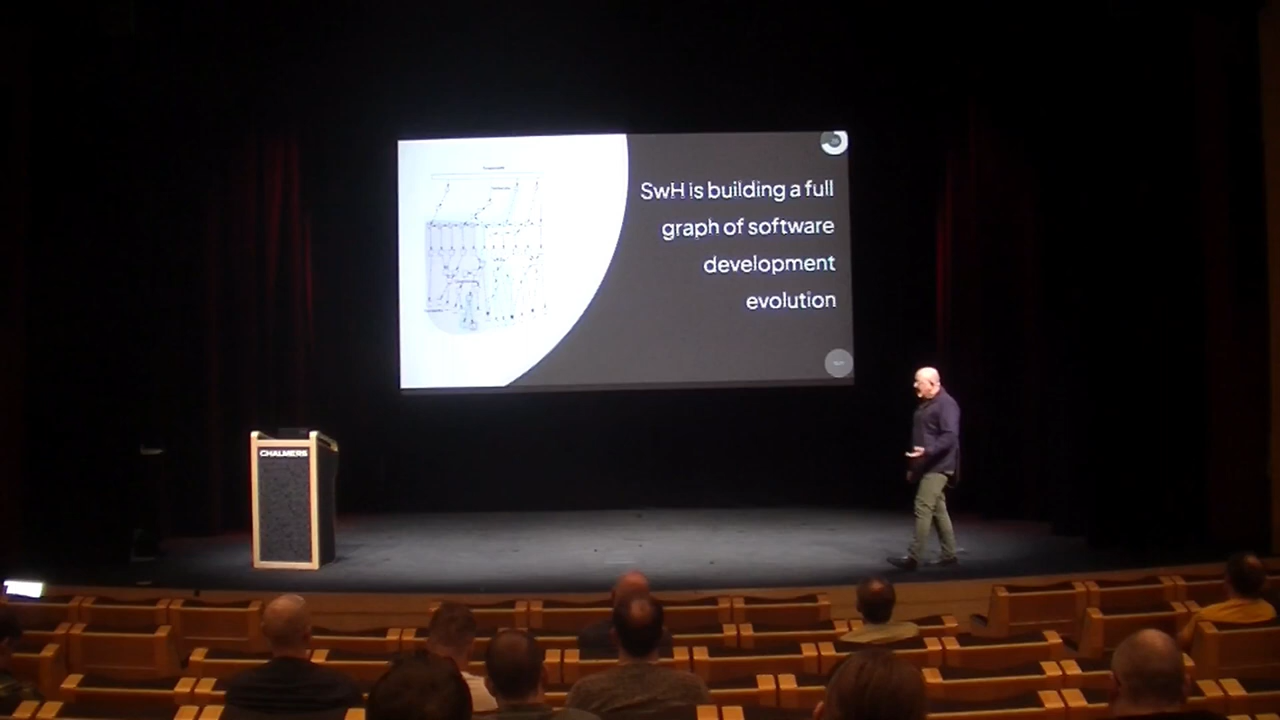 SwH is building a full
graph of software
development
evolution
CHALMERS